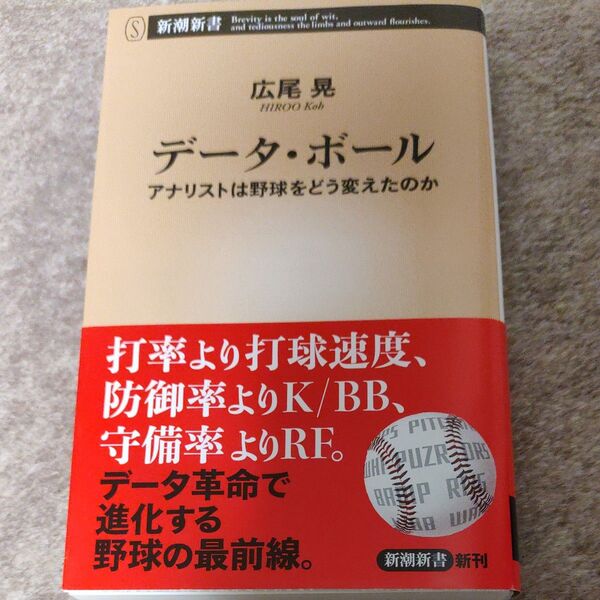 S 新潮新書 Brevity is the soul of wit,
and tediousness the limbs and outward flourishes.
広尾 晃
HIROO Koh
データ・ボール
アナリストは野球をどう変えたのか
打率より打球速度、
防御率よりK/BB、
守備率よりRF。
データ革命で
進化する
野球の最前線。
新潮新書 新刊